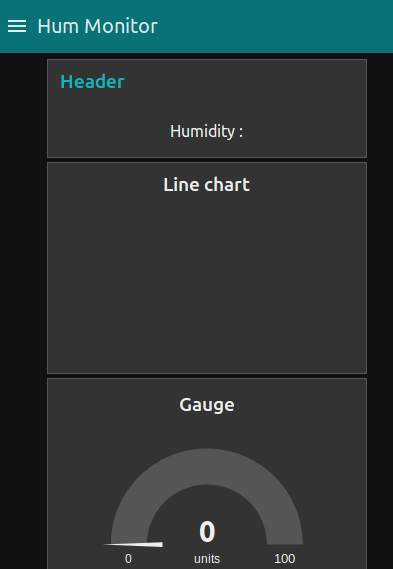 Hum Monitor
Header
Humidity :
Line chart
Gauge
0
0 units 100